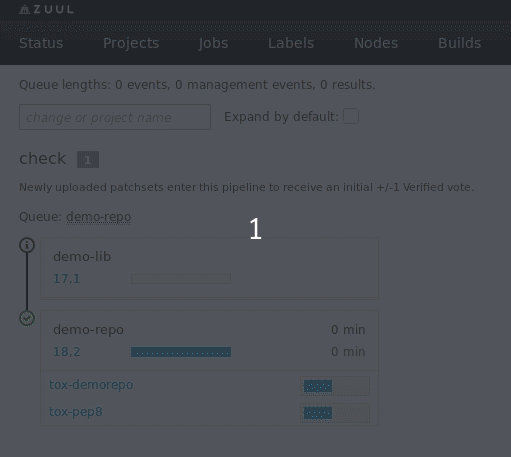 ZUUL
Status Projects Jobs Labels Nodes Builds
Queue lengths: 0 events, 0 management events, 0 results.
change or project name Expand by default:
check 1
Newly uploaded patchsets enter this pipeline to receive an initial +/-1 Verified vote.
Queue: demo-repo
1
demo-lib
17,1
demo-repo 0 min
18,2 0 min
tox-demorepo
tox-pep8